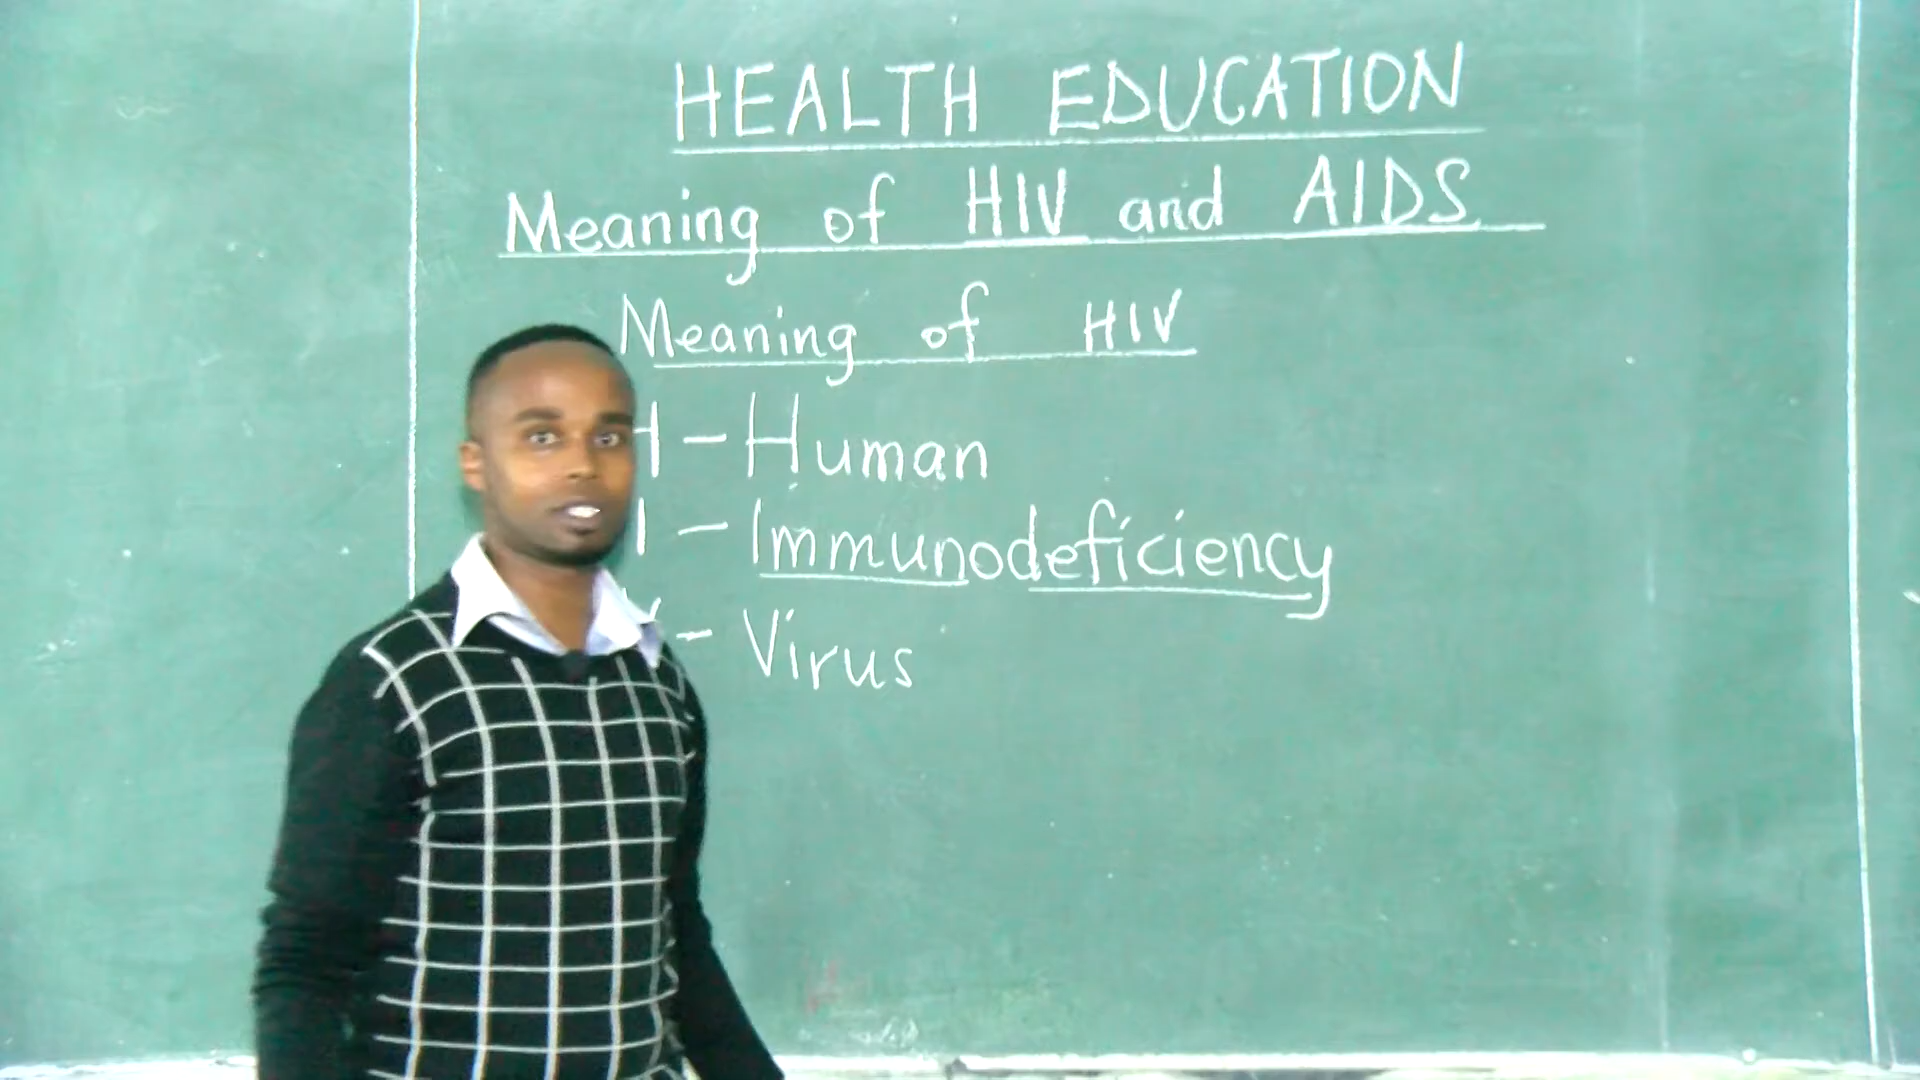 HEALTH EDUCATION
Meaning of HIV and AIDS
Meaning of HIV
H - Human
I - Immunodeficiency
V - Virus